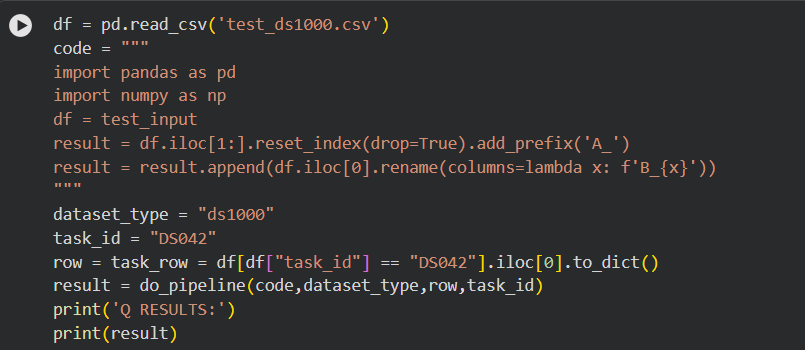 df = pd.read_csv('test_ds1000.csv')
code = """
import pandas as pd
import numpy as np
df = test_input
result = df.iloc[1:].reset_index(drop=True).add_prefix('A_')
result = result.append(df.iloc[0].rename(columns=lambda x: f'B_{x}'))
"""
dataset_type = "ds1000"
task_id = "DS042"
row = task_row = df[df["task_id"] == "DS042"].iloc[0].to_dict()
result = do_pipeline(code,dataset_type,row,task_id)
print('Q RESULTS:')
print(result)